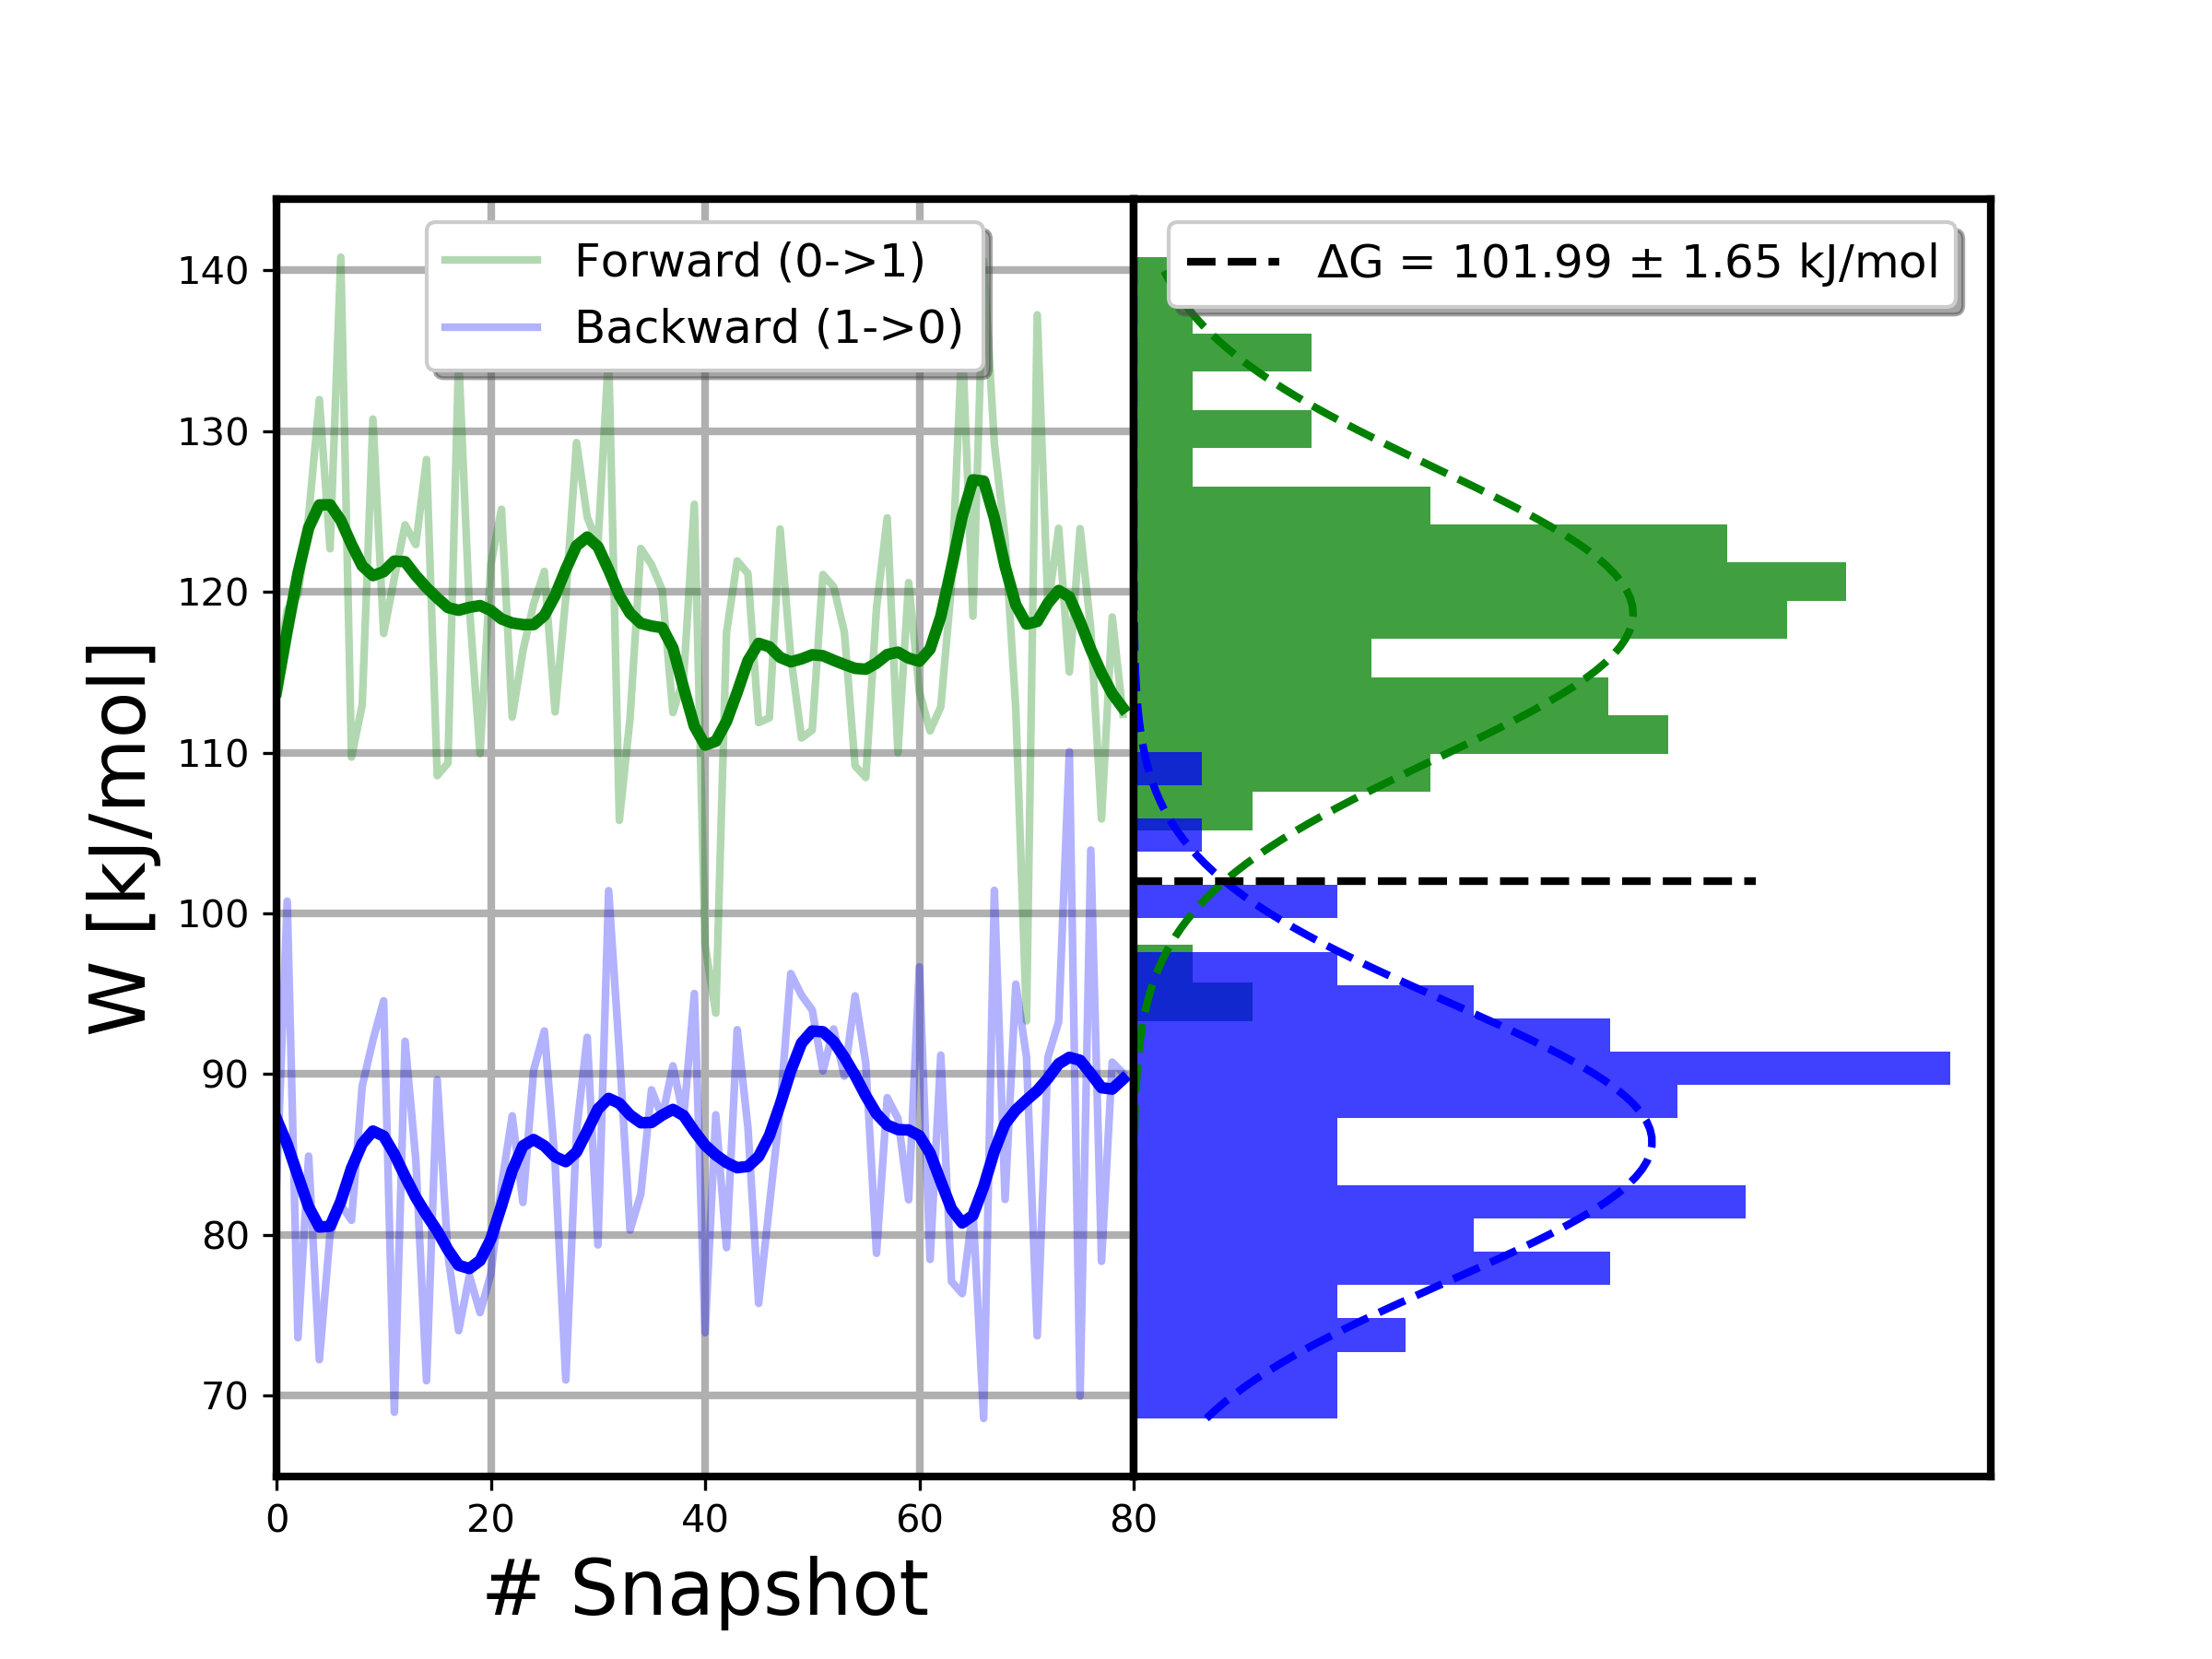 Forward (0->1)
Backward (1->0)
ΔG = 101.99 ± 1.65 kJ/mol
W [kJ/mol]
140
130
120
110
100
90
80
70
0 20 40 60 80
# Snapshot